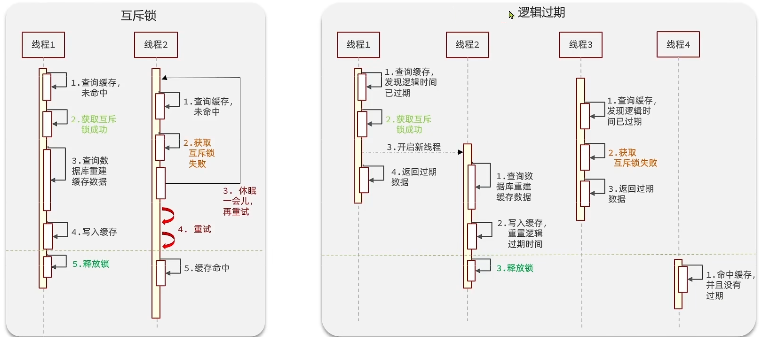 互斥锁
线程1
线程2
1.查询缓存，
未命中
2.获取互斥
锁成功
3.查询数
据库重建
缓存数据
4.写入缓存
5.释放锁
1.查询缓存，
未命中
2.获取
互斥锁
失败
3. 休眠
一会儿，
再重试
4. 重试
5.缓存命中
逻辑过期
线程1
线程2
线程3
线程4
1.查询缓存，
发现逻辑时间
已过期
2.获取互斥
锁成功
3.开启新线程
4.返回过期
数据
1.查询数
据库重建
缓存数据
2.写入缓存，
重置逻辑
过期时间
3.释放锁
1.查询缓存，
发现逻辑时
间已过期
2.获取
互斥锁失败
3.返回过期
数据
1.命中缓存，
并且没有
过期